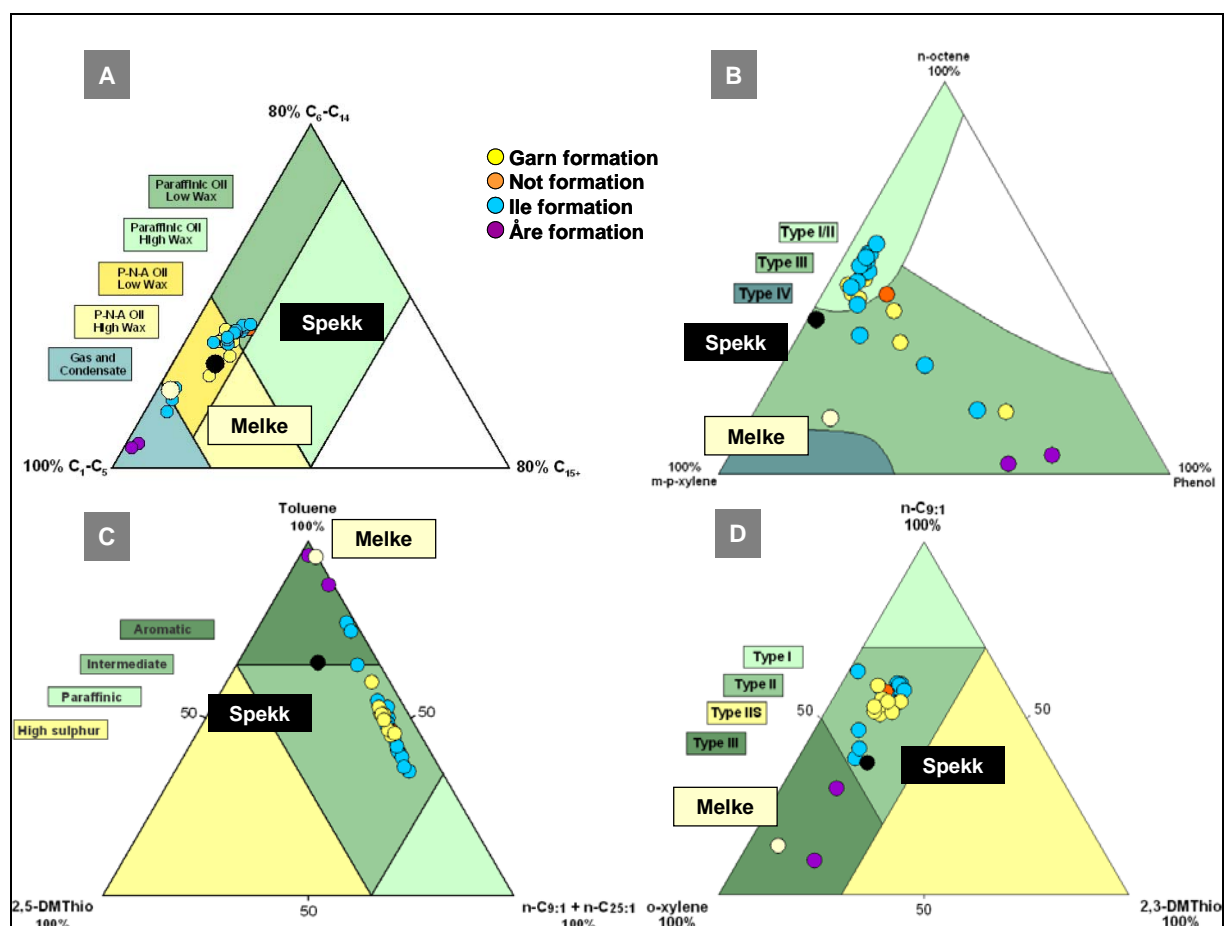 A
80% C6-C14
Paraffinic Oil
Low Wax
Paraffinic Oil
High Wax
P-N-A Oil
Low Wax
P-N-A Oil
High Wax
Gas and
Condensate
Spekk
Melke
100% C1-C5
80% C15+
Garn formation
Not formation
Ile formation
Åre formation
B
n-octene
100%
Type I/II
Type III
Type IV
Spekk
Melke
100%
m-p-xylene
100%
Phenol
C
Toluene
100%
Melke
Aromatic
Intermediate
Paraffinic
High sulphur
50
Spekk
50
2,5-DMThio
100%
50
n-C9:1 + n-C25:1
100%
D
n-C9:1
100%
Type I
Type II
Type IIS
Type III
50
50
Spekk
Melke
o-xylene
100%
50
2,3-DMThio
100%